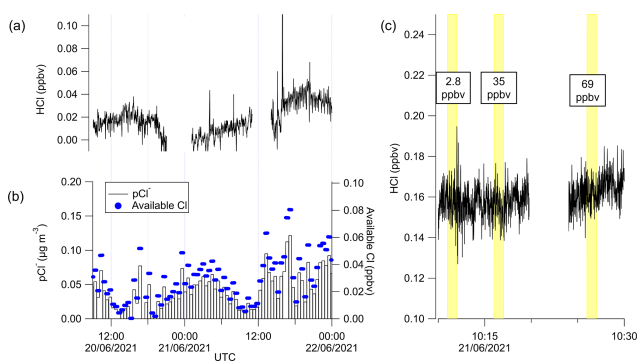 (a)
HCl (ppbv)
0.10
0.08
0.06
0.04
0.02
0.00
(b)
pCl⁻ (µg m⁻³)
0.20
0.15
0.10
0.05
0.00
pCl⁻
Available Cl
0.10
0.08
0.06
0.04
0.02
0.00
Available Cl (ppbv)
12:00
20/06/2021
00:00
21/06/2021
12:00
00:00
22/06/2021
UTC
(c)
HCl (ppbv)
0.24
0.22
0.20
0.18
0.16
0.14
0.12
0.10
2.8
ppbv
35
ppbv
69
ppbv
10:15
21/06/2021
10:30